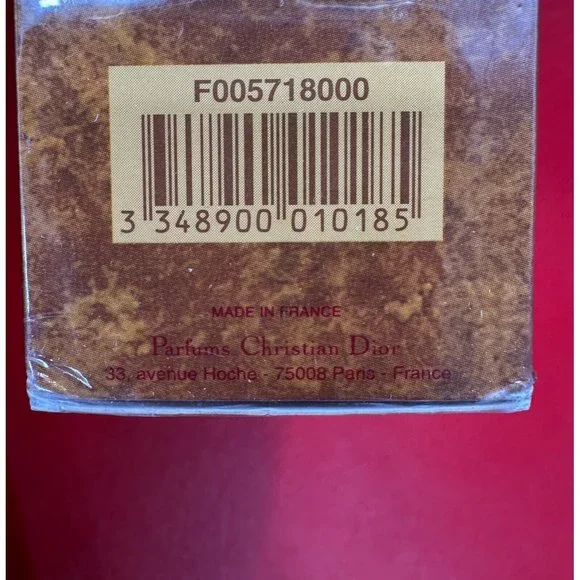 F005718000
3 348900 010185
MADE IN FRANCE
Parfums Christian Dior
33, avenue Hoche - 75008 Paris - France